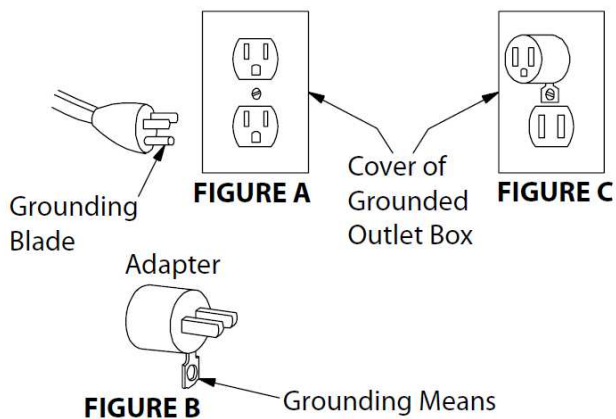 Grounding
Blade
FIGURE A
Cover of
Grounded
Outlet Box
FIGURE C
Adapter
FIGURE B
Grounding Means